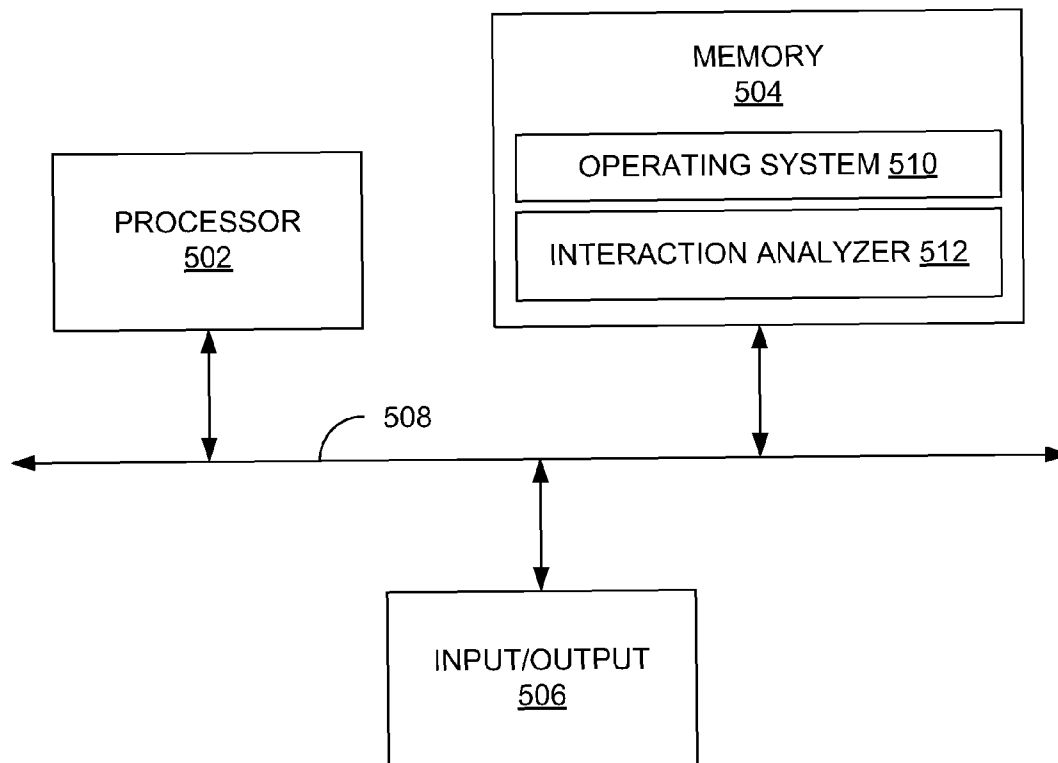 MEMORY
504
OPERATING SYSTEM 510
INTERACTION ANALYZER 512
PROCESSOR
502
508
INPUT/OUTPUT
506